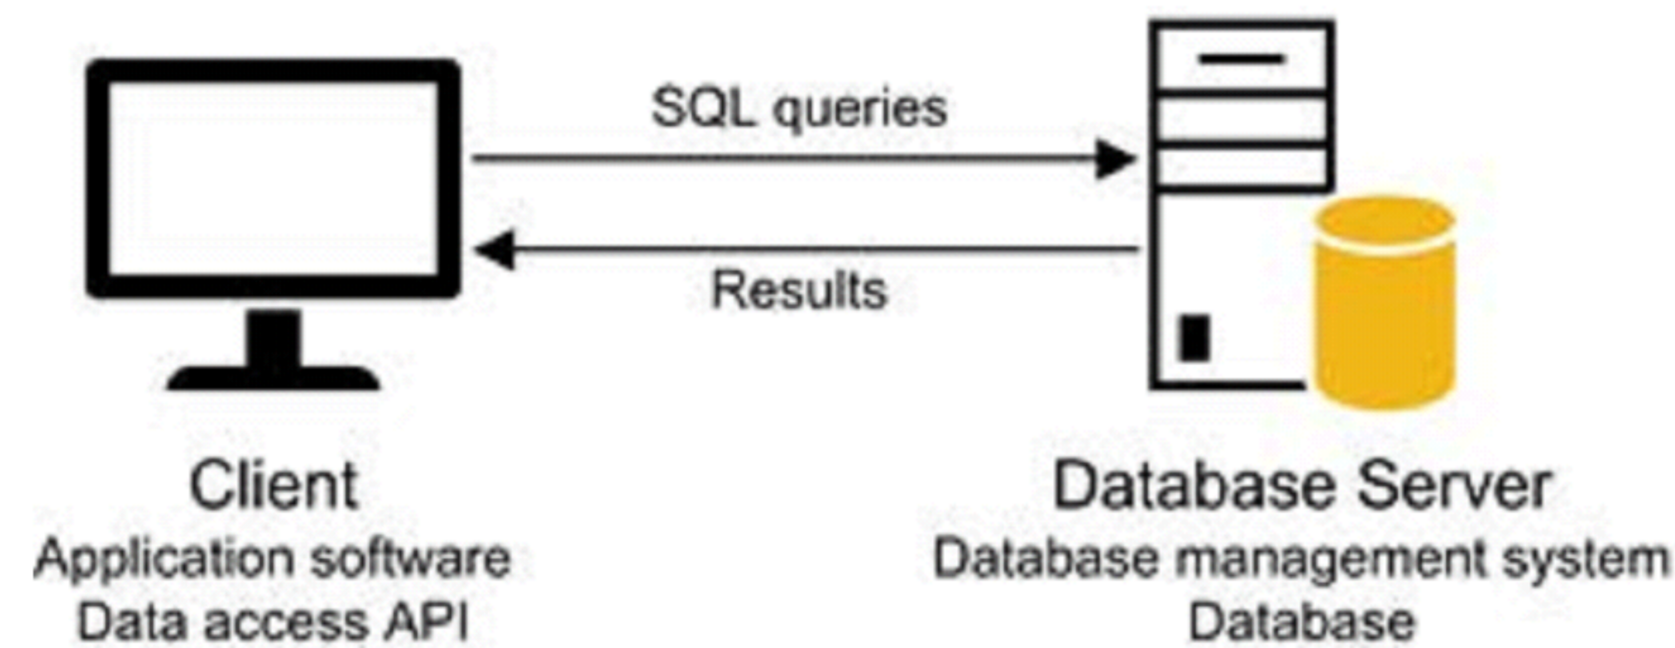 SQL queries
Results
Client
Application software
Data access API
Database Server
Database management system
Database